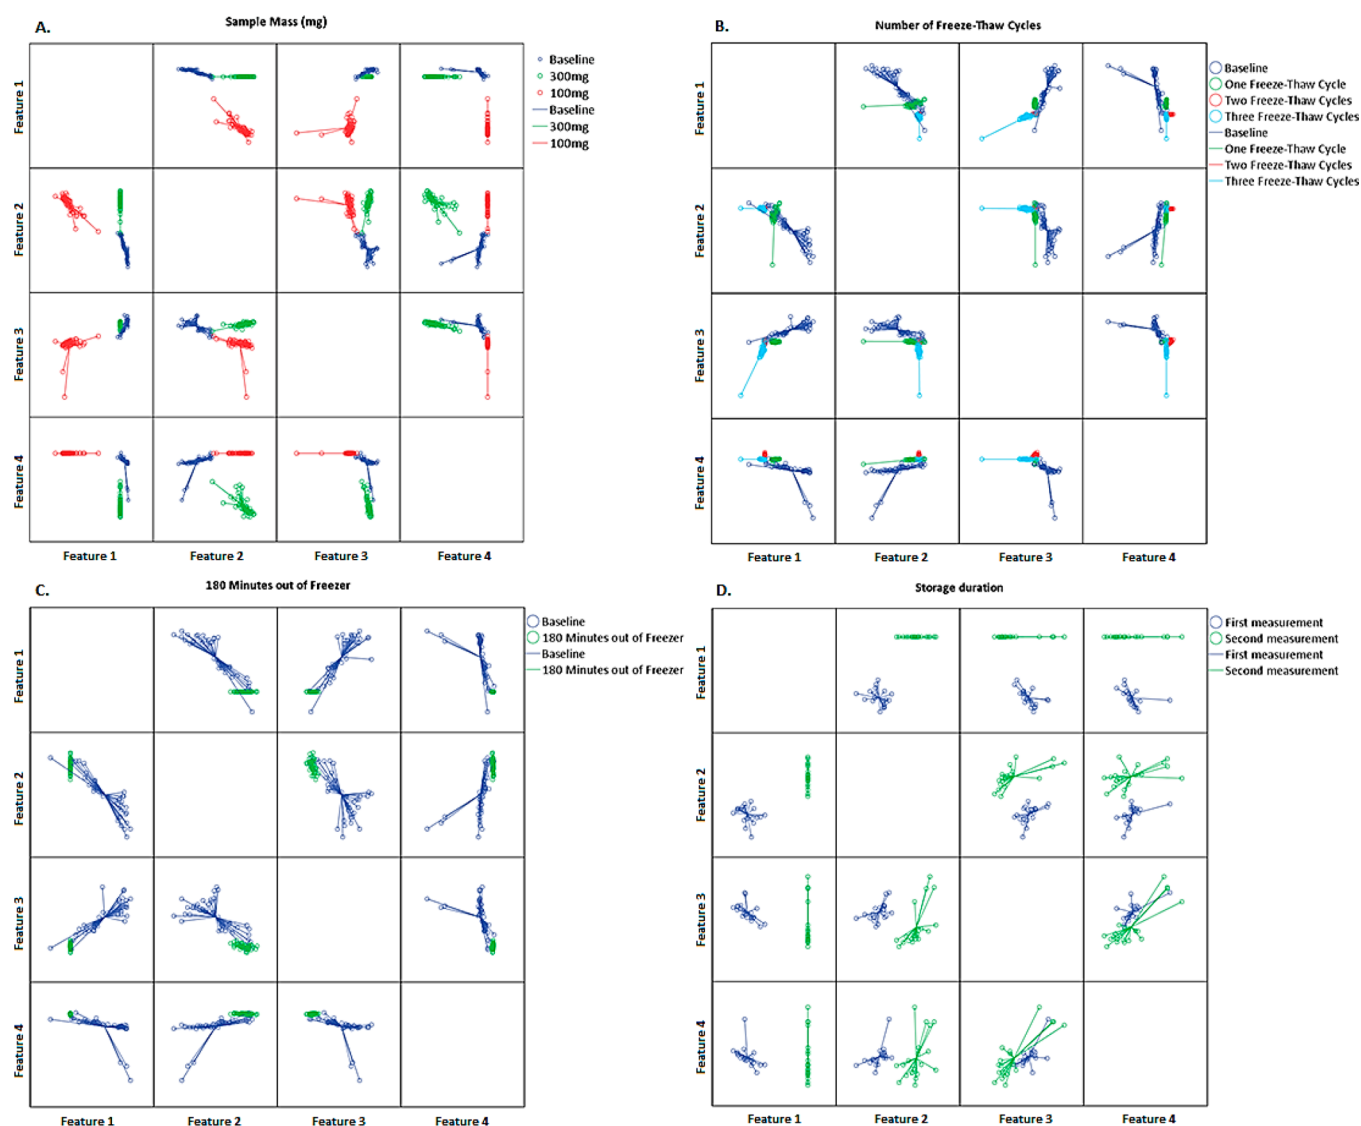 A.
Sample Mass (mg)
Feature 1
Feature 2
Feature 3
Feature 4
Feature 1
Feature 2
Feature 3
Feature 4
Baseline
300mg
100mg
Baseline
300mg
100mg
B.
Number of Freeze-Thaw Cycles
Feature 1
Feature 2
Feature 3
Feature 4
Feature 1
Feature 2
Feature 3
Feature 4
Baseline
One Freeze-Thaw Cycle
Two Freeze-Thaw Cycles
Three Freeze-Thaw Cycles
Baseline
One Freeze-Thaw Cycle
Two Freeze-Thaw Cycles
Three Freeze-Thaw Cycles
C.
180 Minutes out of Freezer
Feature 1
Feature 2
Feature 3
Feature 4
Feature 1
Feature 2
Feature 3
Feature 4
Baseline
180 Minutes out of Freezer
Baseline
180 Minutes out of Freezer
D.
Storage duration
Feature 1
Feature 2
Feature 3
Feature 4
Feature 1
Feature 2
Feature 3
Feature 4
First measurement
Second measurement
First measurement
Second measurement